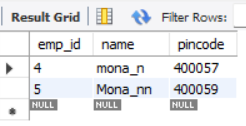 Result Grid Filter Rows:
emp_id name pincode
4 mona_n 400057
5 Mona_nn 400059
NULL NULL NULL